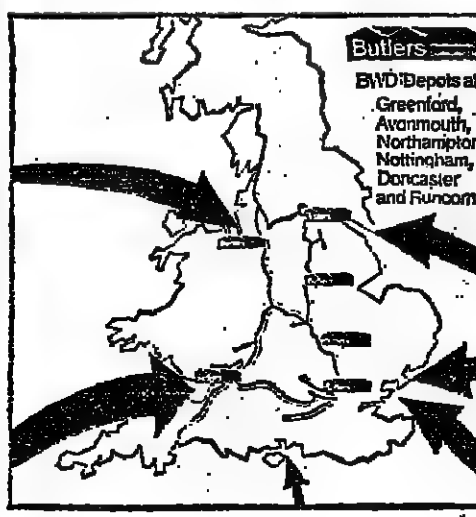 Butlers
BWD Depots at
Greenford,
Avonmouth,
Northampton
Nottingham,
Doncaster
and Runcorn